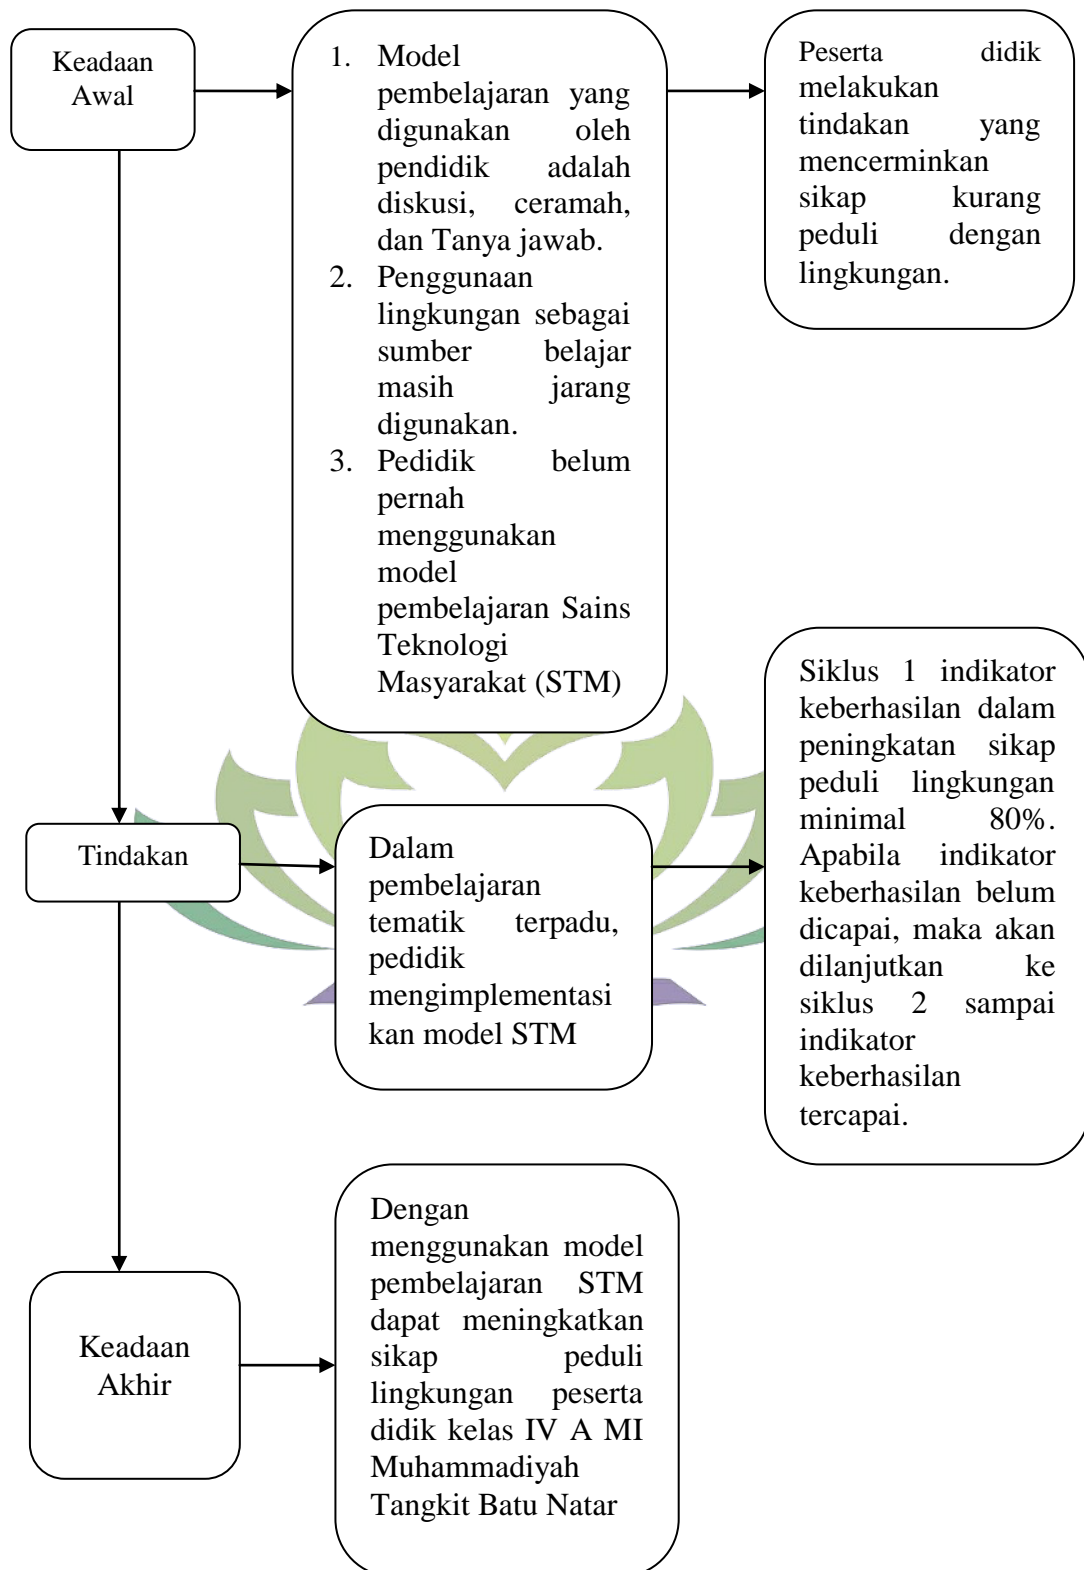 Keadaan
Awal
1. Model
pembelajaran yang
digunakan oleh
pendidik adalah
diskusi, ceramah,
dan Tanya jawab.
2. Penggunaan
lingkungan sebagai
sumber belajar
masih jarang
digunakan.
3. Pedidik belum
pernah
menggunakan
model
pembelajaran Sains
Teknologi
Masyarakat (STM)
Peserta didik
melakukan
tindakan yang
mencerminkan
sikap kurang
peduli dengan
lingkungan.
Tindakan
Dalam
pembelajaran
tematik terpadu,
pedidik
mengimplementasi
kan model STM
Siklus 1 indikator
keberhasilan dalam
peningkatan sikap
peduli lingkungan
minimal 80%.
Apabila indikator
keberhasilan belum
dicapai, maka akan
dilanjutkan ke
siklus 2 sampai
indikator
keberhasilan
tercapai.
Keadaan
Akhir
Dengan
menggunakan model
pembelajaran STM
dapat meningkatkan
sikap peduli
lingkungan peserta
didik kelas IV A MI
Muhammadiyah
Tangkit Batu Natar